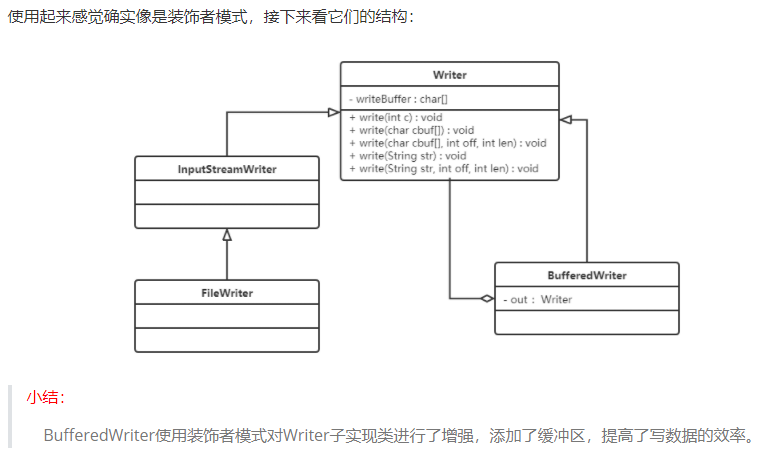 使用起来感觉确实像是装饰者模式，接下来看它们的结构：
Writer
- writeBuffer : char[]
+ write(int c) : void
+ write(char cbuf[]) : void
+ write(char cbuf[], int off, int len) : void
+ write(String str) : void
+ write(String str, int off, int len) : void
InputStreamWriter
FileWriter
BufferedWriter
- out : Writer
小结：
BufferedWriter使用装饰者模式对Writer子实现类进行了增强，添加了缓冲区，提高了写数据的效率。